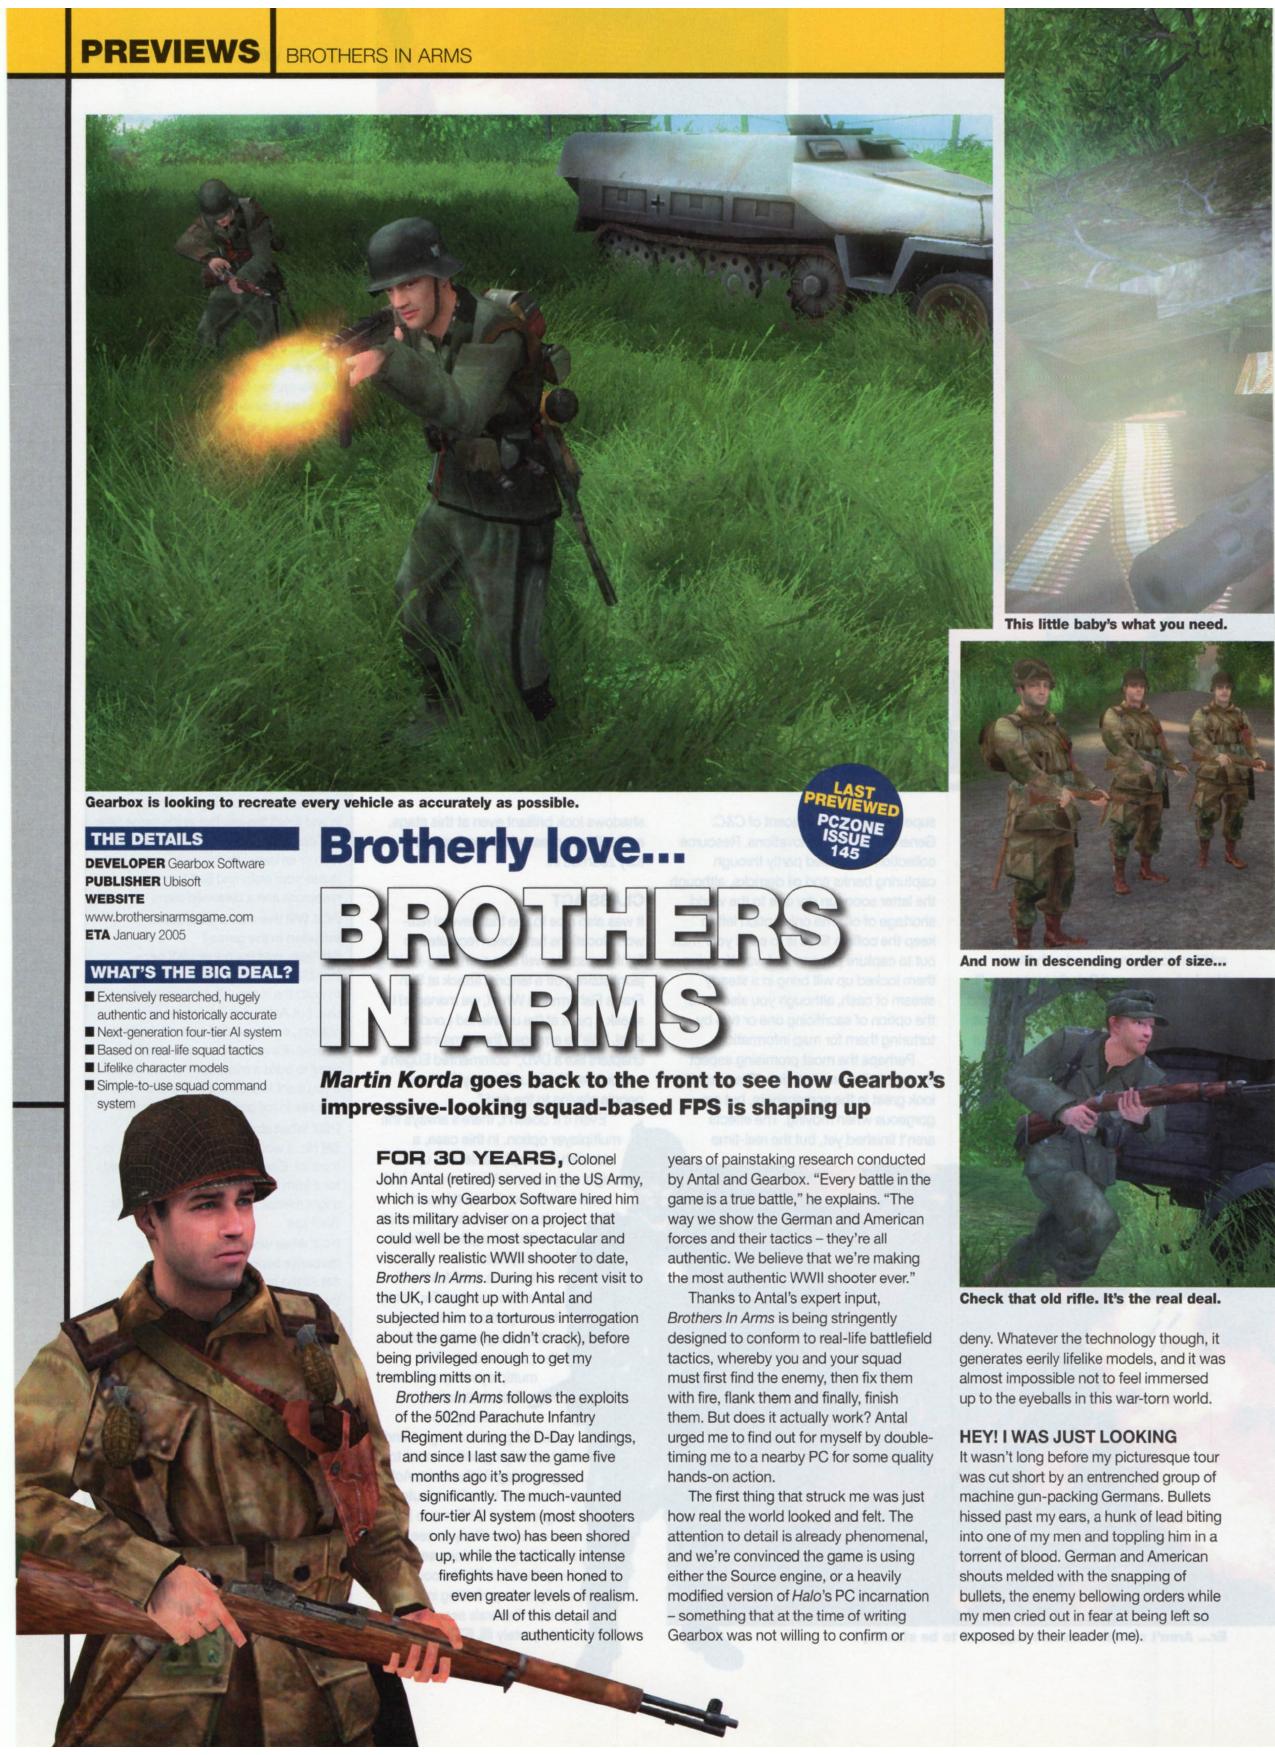 PREVIEWS
BROTHERS IN ARMS
This little baby's what you need.
Gearbox is looking to recreate every vehicle as accurately as possible.
LAST
PREVIEWED
PCZONE
ISSUE
145
And now in descending order of size...
Check that old rifle. It's the real deal.
THE DETAILS
DEVELOPER Gearbox Software
PUBLISHER Ubisoft
WEBSITE
www.brothersinarmsgame.com
ETA January 2005
WHAT'S THE BIG DEAL?
■ Extensively researched, hugely
authentic and historically accurate
■ Next-generation four-tier AI system
■ Based on real-life squad tactics
■ Lifelike character models
■ Simple-to-use squad command
system
Brotherly love...
BROTHERS
IN ARMS
Martin Korda goes back to the front to see how Gearbox's
impressive-looking squad-based FPS is shaping up
FOR 30 YEARS, Colonel
John Antal (retired) served in the US Army,
which is why Gearbox Software hired him
as its military adviser on a project that
could well be the most spectacular and
viscerally realistic WWII shooter to date,
Brothers In Arms. During his recent visit to
the UK, I caught up with Antal and
subjected him to a torturous interrogation
about the game (he didn't crack), before
being privileged enough to get my
trembling mitts on it.
Brothers In Arms follows the exploits
of the 502nd Parachute Infantry
Regiment during the D-Day landings,
and since I last saw the game five
months ago it's progressed
significantly. The much-vaunted
four-tier AI system (most shooters
only have two) has been shored
up, while the tactically intense
firefights have been honed to
even greater levels of realism.
All of this detail and
authenticity follows
years of painstaking research conducted
by Antal and Gearbox. “Every battle in the
game is a true battle,” he explains. “The
way we show the German and American
forces and their tactics – they're all
authentic. We believe that we're making
the most authentic WWII shooter ever.”
Thanks to Antal's expert input,
Brothers In Arms is being stringently
designed to conform to real-life battlefield
tactics, whereby you and your squad
must first find the enemy, then fix them
with fire, flank them and finally, finish
them. But does it actually work? Antal
urged me to find out for myself by double-
timing me to a nearby PC for some quality
hands-on action.
The first thing that struck me was just
how real the world looked and felt. The
attention to detail is already phenomenal,
and we're convinced the game is using
either the Source engine, or a heavily
modified version of Halo's PC incarnation
– something that at the time of writing
Gearbox was not willing to confirm or
deny. Whatever the technology though, it
generates eerily lifelike models, and it was
almost impossible not to feel immersed
up to the eyeballs in this war-torn world.
HEY! I WAS JUST LOOKING
It wasn't long before my picturesque tour
was cut short by an entrenched group of
machine gun-packing Germans. Bullets
hissed past my ears, a hunk of lead biting
into one of my men and toppling him in a
torrent of blood. German and American
shouts melded with the snapping of
bullets, the enemy bellowing orders while
my men cried out in fear at being left so
exposed by their leader (me).